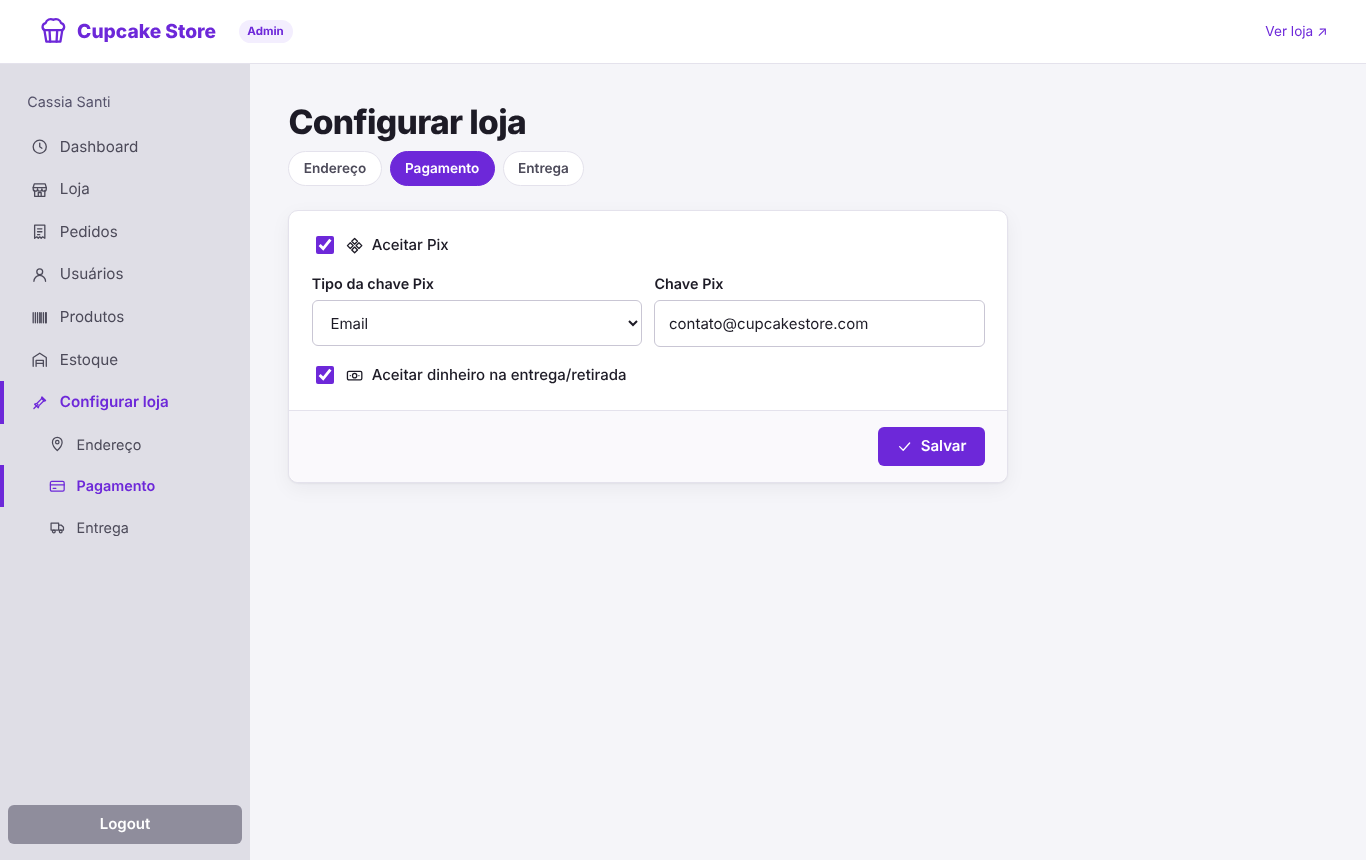 Cupcake Store Admin
Ver loja ↗
Cassia Santi
Dashboard
Loja
Pedidos
Usuários
Produtos
Estoque
Configurar loja
Endereço
Pagamento
Entrega
Logout
Configurar loja
Endereço Pagamento Entrega
Aceitar Pix
Tipo da chave Pix Chave Pix
Email contato@cupcakestore.com
Aceitar dinheiro na entrega/retirada
Salvar